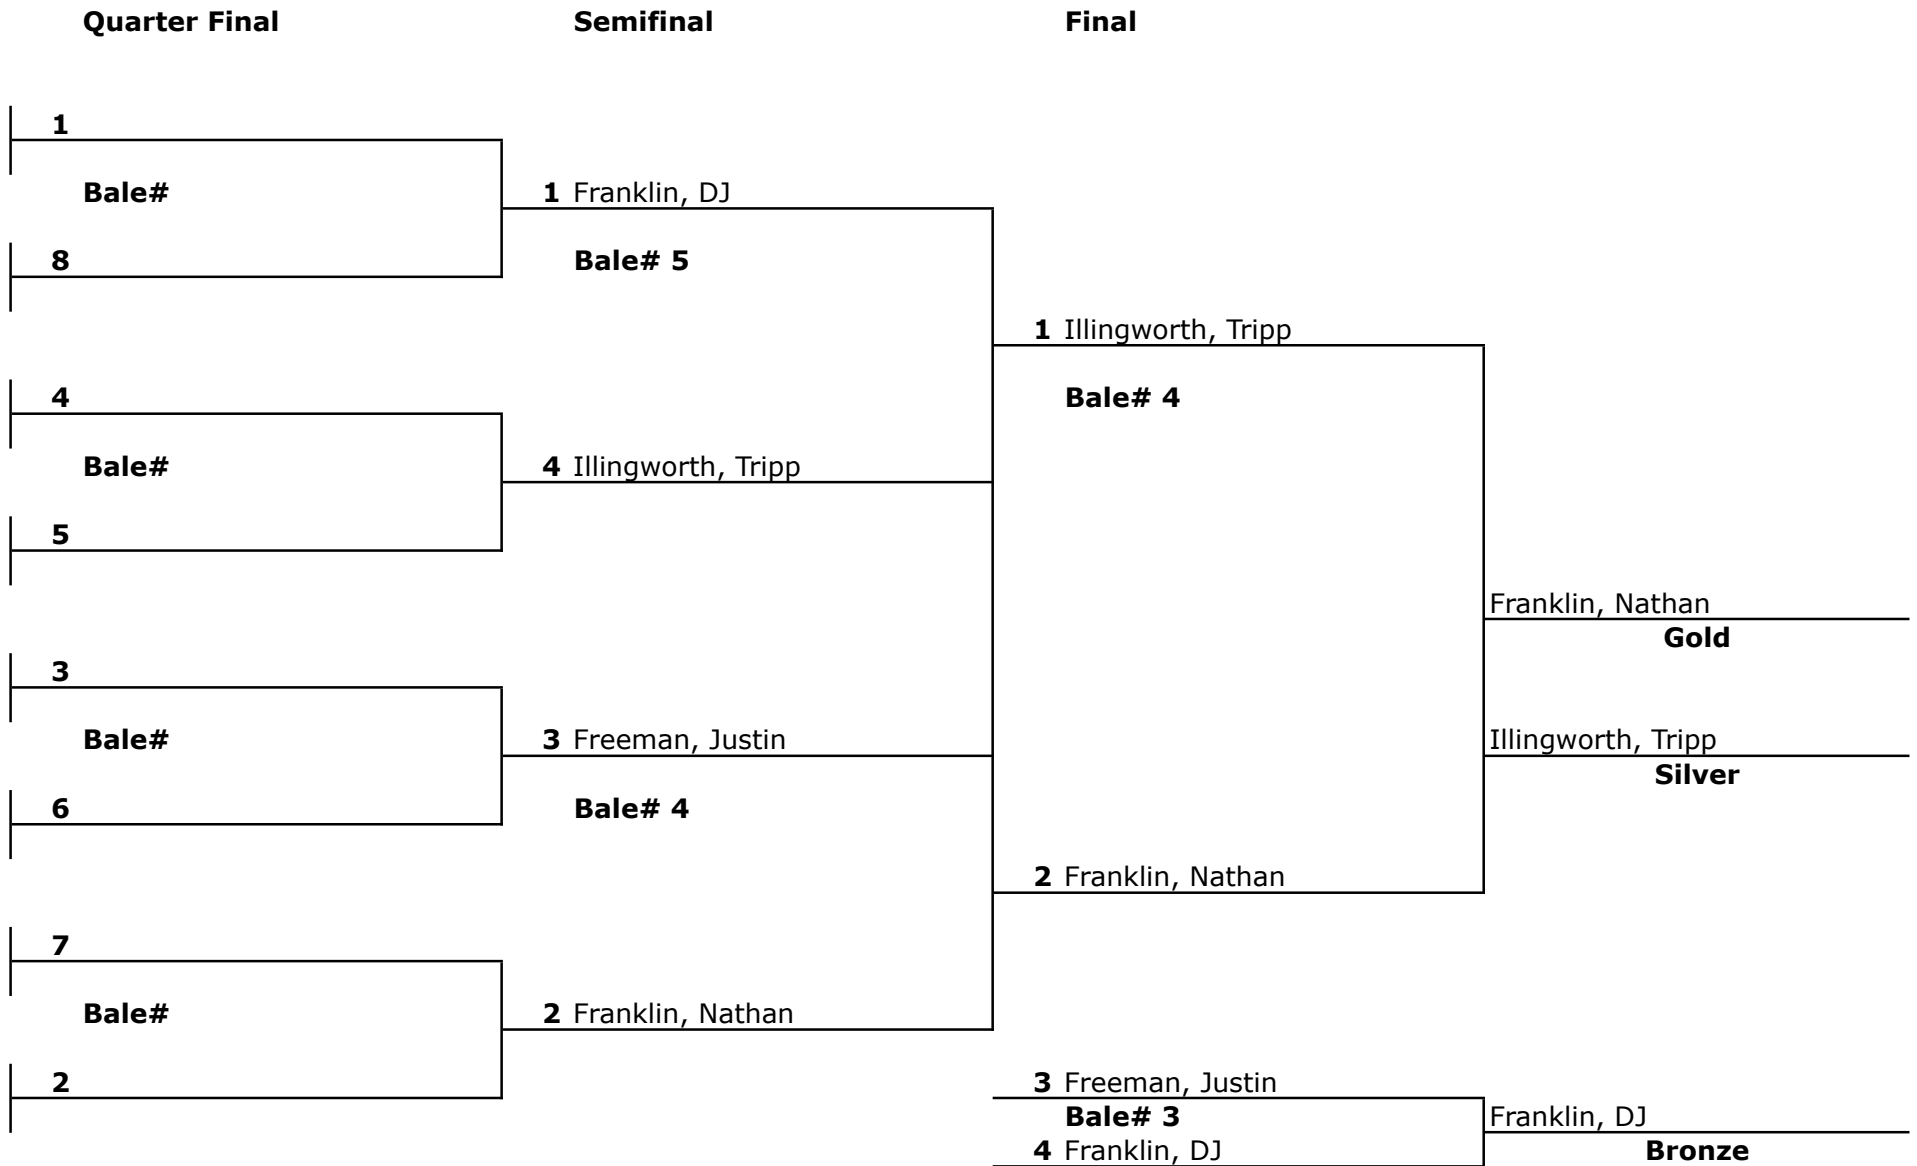 Quarter Final Semifinal Final
1
Bale# 1 Franklin, DJ
8 Bale# 5
1 Illingworth, Tripp
4 Bale# 4
Bale# 4 Illingworth, Tripp
5
Franklin, Nathan
Gold
3
Bale# 3 Freeman, Justin Illingworth, Tripp
Silver
6 Bale# 4
2 Franklin, Nathan
7
Bale# 2 Franklin, Nathan
2 3 Freeman, Justin
Bale# 3 Franklin, DJ
4 Franklin, DJ Bronze